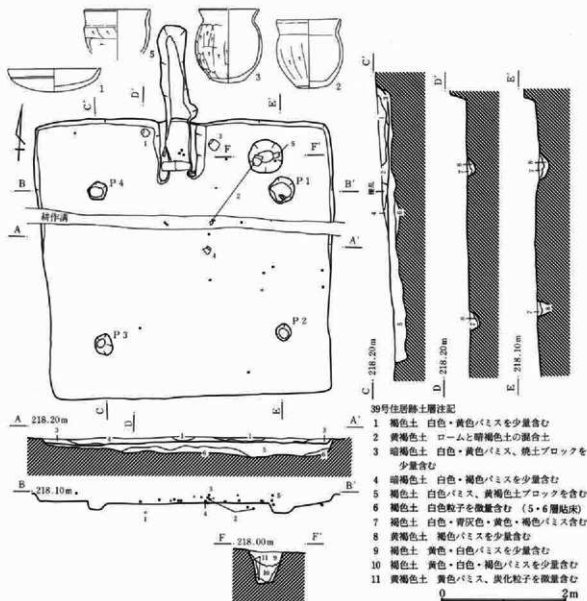 5
3
2
1
C'
D'
E'
1
3
5
F
F'
2
B
P4
P1
B'
耕作溝
A
A'
4
P3
P2
C
D
E
A 218.20m A'
B 218.10m B'
F 218.00m F'
11 9
10
C'
D'
E'
C 218.20m
D 218.20m
E 218.10m
39号住居跡土層注記
1 褐色土 白色・黄色パミスを少量含む
2 黄褐色土 ロームと暗褐色土の混合土
3 暗褐色土 白色・黄色パミス、焼土ブロックを
少量含む
4 暗褐色土 白色・褐色パミスを少量含む
5 褐色土 白色パミス、黄褐色土ブロックを含む
6 褐色土 白色粒子を微量含む (5・6層貼床)
7 褐色土 白色・青灰色・黄色・褐色パミス含む
8 黄褐色土 褐色パミスを少量含む
9 褐色土 黄色・白色パミスを少量含む
10 褐色土 黄色・白色・褐色パミスを少量含む
11 黄褐色土 黄色パミス、炭化粒子を微量含む
0 2m